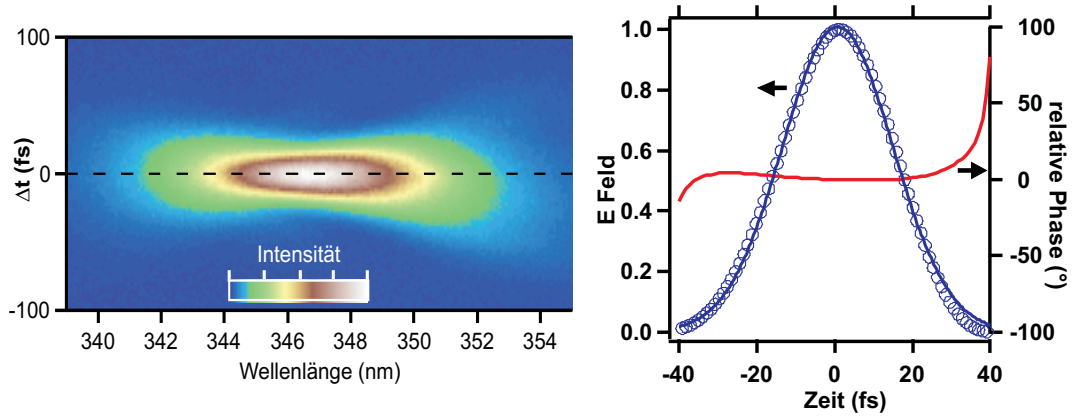 100
0
-100
Δt (fs)
Intensität
340 342 344 346 348 350 352 354
Wellenlänge (nm)
1.0
0.8
0.6
0.4
0.2
0.0
E Feld
100
50
0
-50
-100
relative Phase (°)
-40 -20 0 20 40
Zeit (fs)